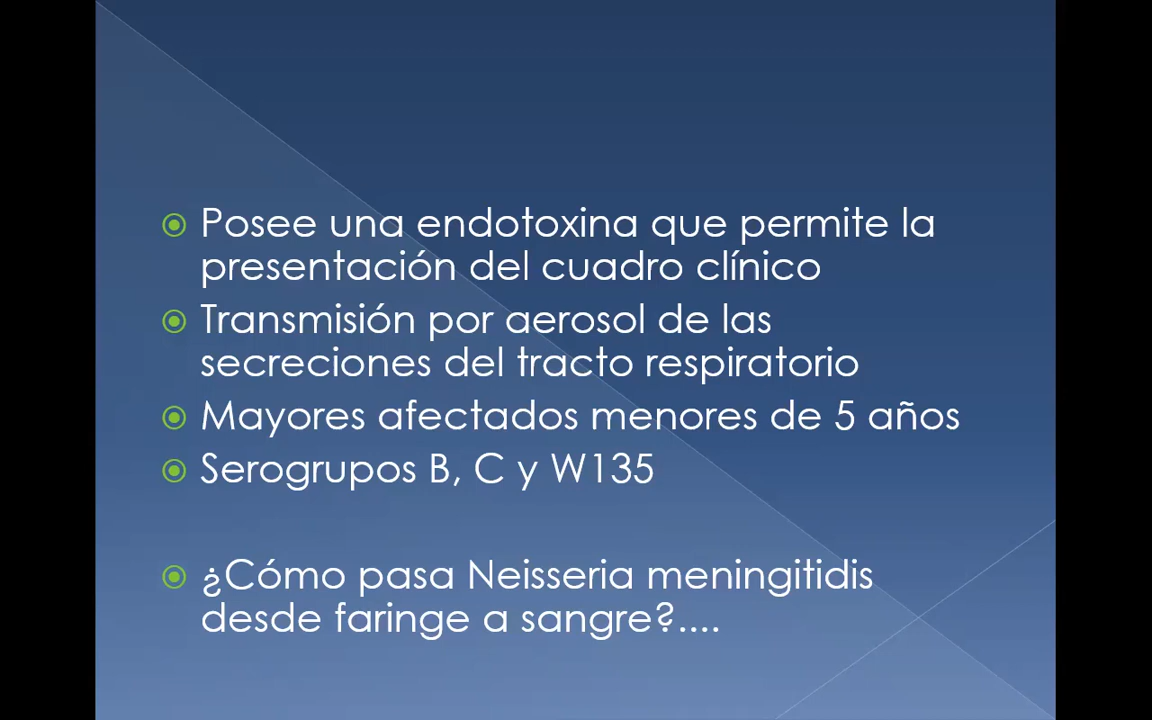 Posee una endotoxina que permite la
presentación del cuadro clínico
Transmisión por aerosol de las
secreciones del tracto respiratorio
Mayores afectados menores de 5 años
Serogrupos B, C y W135
¿Cómo pasa Neisseria meningitidis
desde faringe a sangre?....